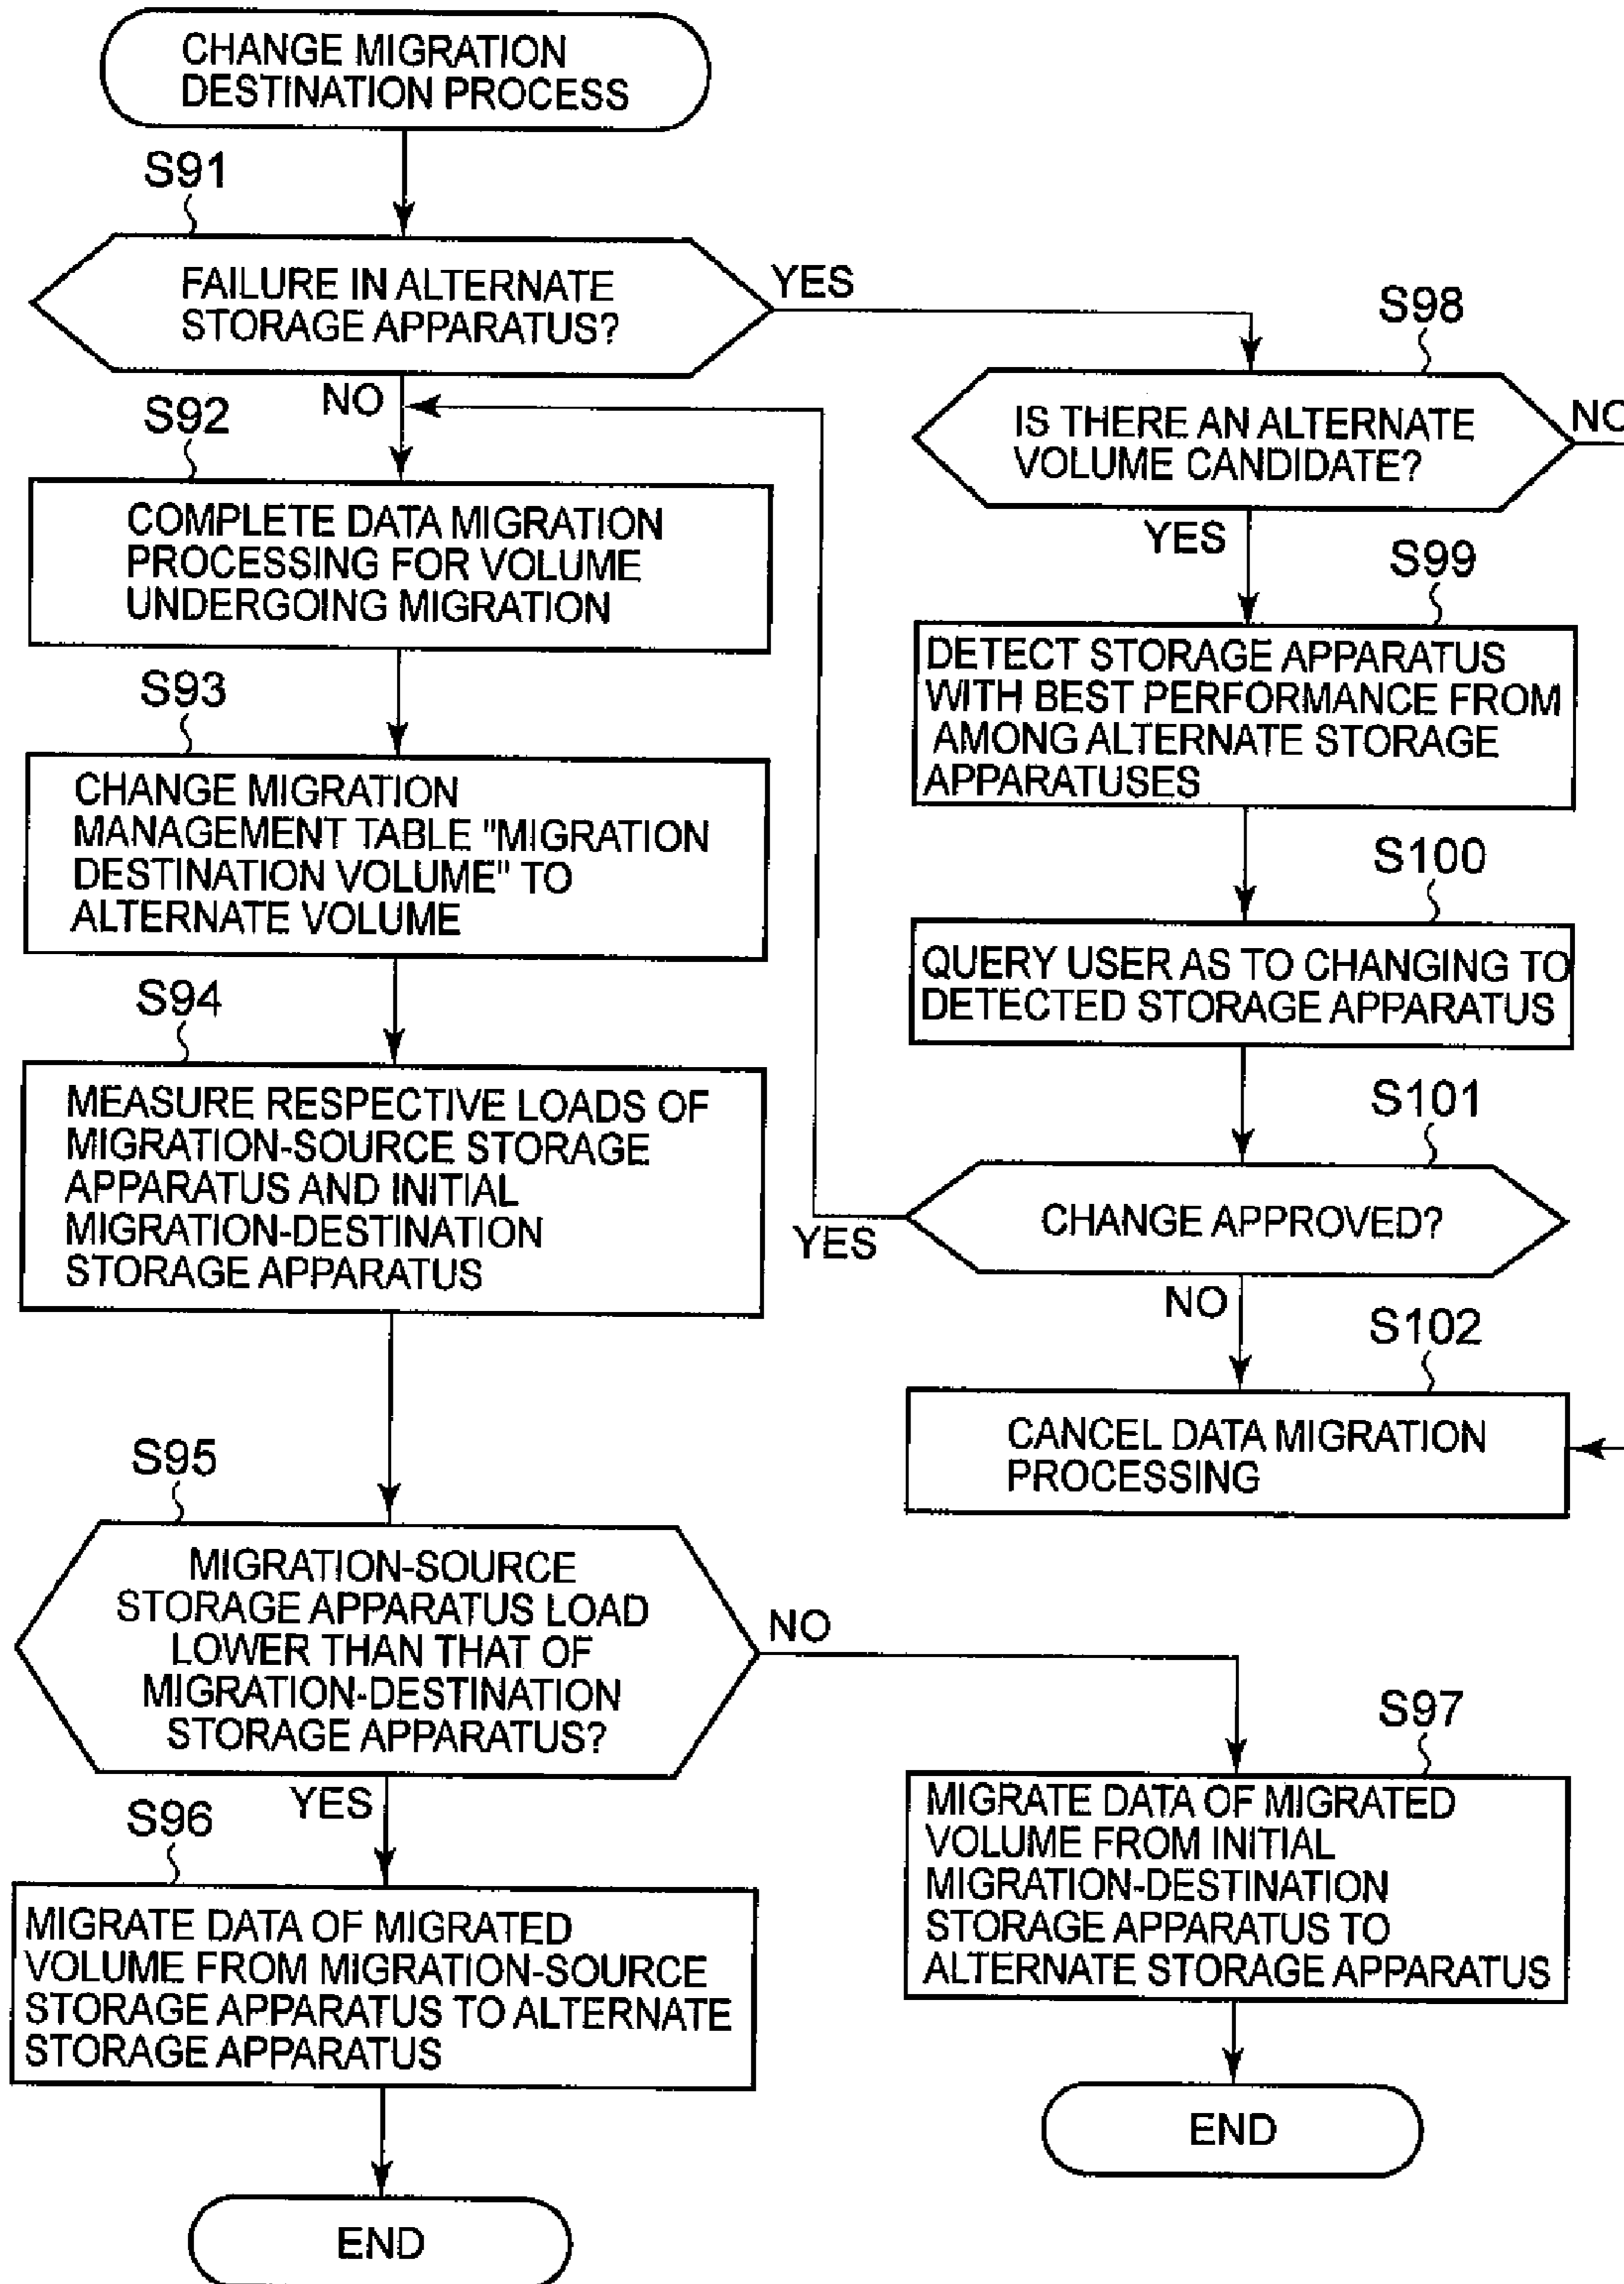 CHANGE MIGRATION
DESTINATION PROCESS
S91
FAILURE IN ALTERNATE
STORAGE APPARATUS?
YES
NO
S92
COMPLETE DATA MIGRATION
PROCESSING FOR VOLUME
UNDERGOING MIGRATION
S93
CHANGE MIGRATION
MANAGEMENT TABLE "MIGRATION
DESTINATION VOLUME" TO
ALTERNATE VOLUME
S94
MEASURE RESPECTIVE LOADS OF
MIGRATION-SOURCE STORAGE
APPARATUS AND INITIAL
MIGRATION-DESTINATION
STORAGE APPARATUS
S95
MIGRATION-SOURCE
STORAGE APPARATUS LOAD
LOWER THAN THAT OF
MIGRATION-DESTINATION
STORAGE APPARATUS?
NO
YES
S96
MIGRATE DATA OF MIGRATED
VOLUME FROM MIGRATION-SOURCE
STORAGE APPARATUS TO ALTERNATE
STORAGE APPARATUS
END
S98
IS THERE AN ALTERNATE
VOLUME CANDIDATE?
NO
YES
S99
DETECT STORAGE APPARATUS
WITH BEST PERFORMANCE FROM
AMONG ALTERNATE STORAGE
APPARATUSES
S100
QUERY USER AS TO CHANGING TO
DETECTED STORAGE APPARATUS
S101
CHANGE APPROVED?
YES
NO
S102
CANCEL DATA MIGRATION
PROCESSING
S97
MIGRATE DATA OF MIGRATED
VOLUME FROM INITIAL
MIGRATION-DESTINATION
STORAGE APPARATUS TO
ALTERNATE STORAGE APPARATUS
END